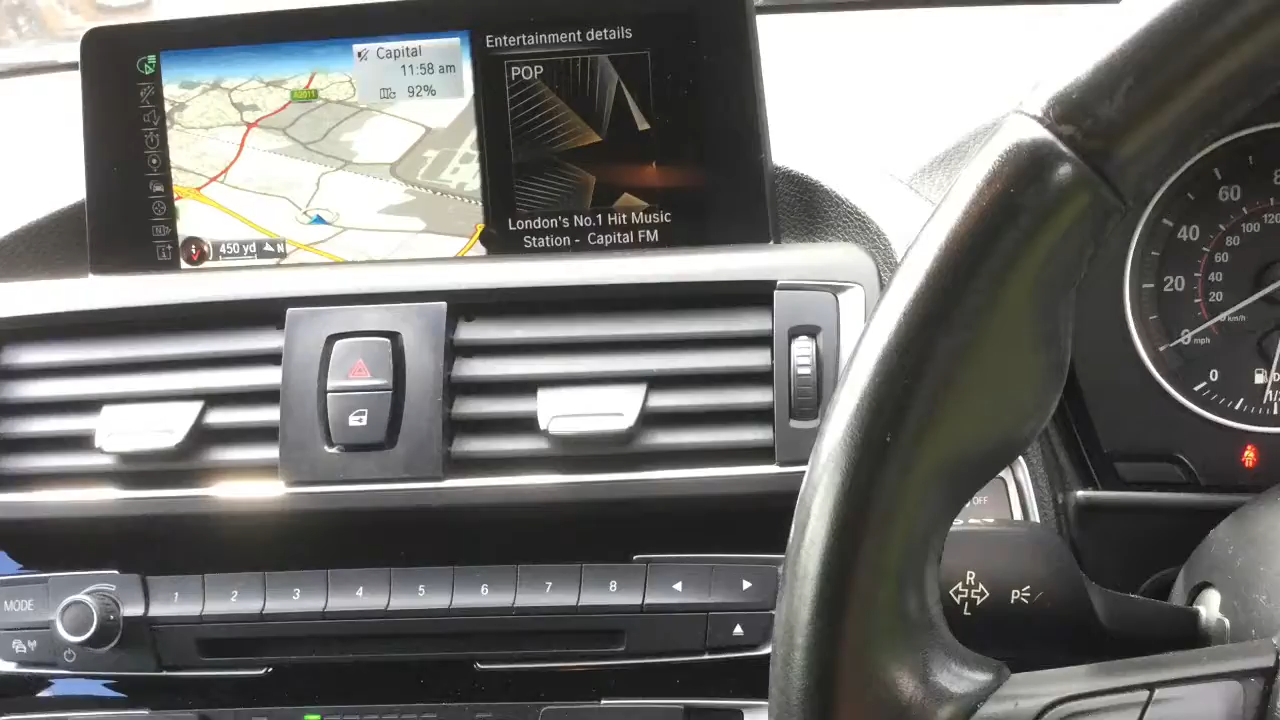 Capital
11:58 am
92%
A2011
450 yd
N
Entertainment details
POP
London's No.1 Hit Music
Station - Capital FM
MODE
1 2 3 4 5 6 7 8
OFF
R
L
P
60
40
20
0 mph
120
100
80
60
40
20
km/h
0
1/2